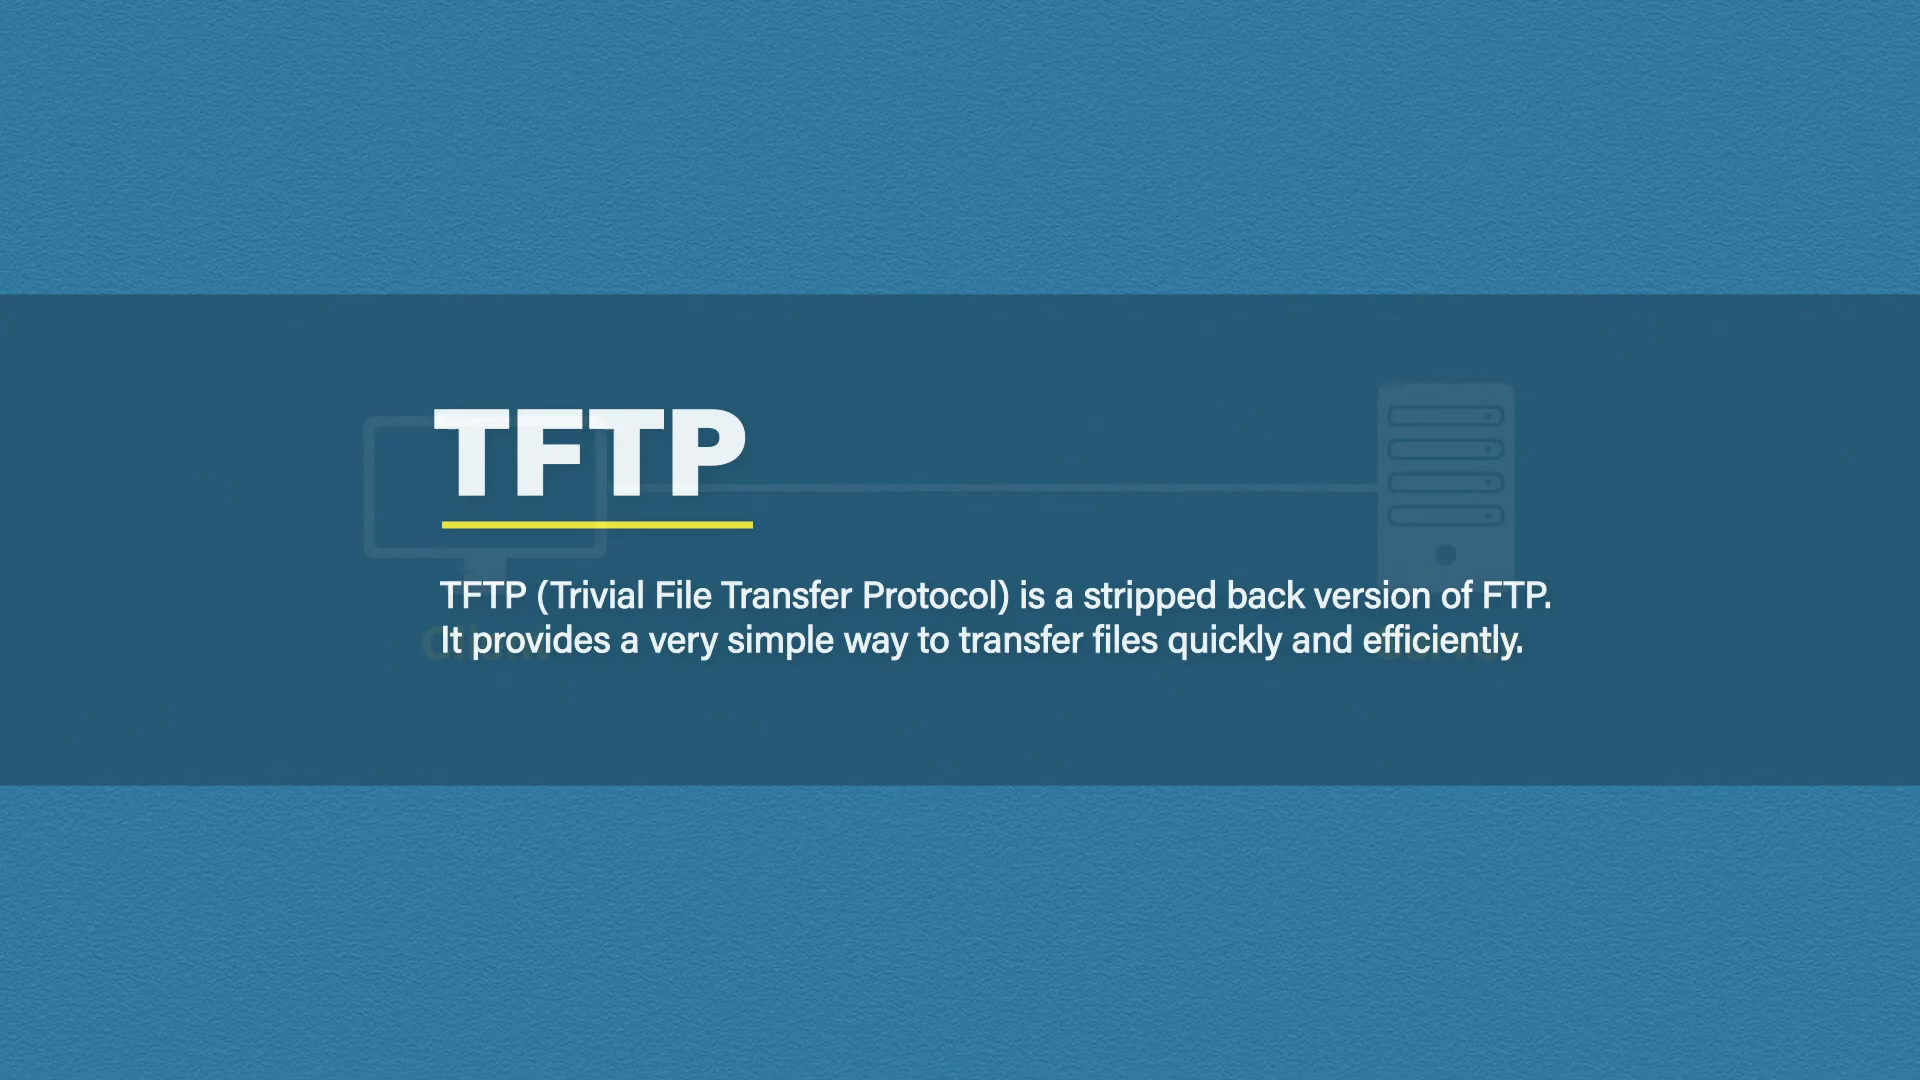 TFTP
TFTP (Trivial File Transfer Protocol) is a stripped back version of FTP.
It provides a very simple way to transfer files quickly and efficiently.